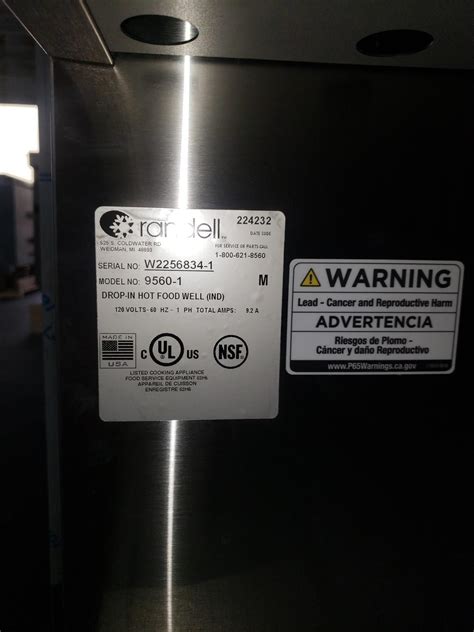 randell
224232
DATE CODE
520 S. COLDWATER RD
WEIDMAN, MI 48893
FOR SERVICE OR PARTS CALL
1-800-621-8560
SERIAL NO: W2256834-1
MODEL NO: 9560-1 M
DROP-IN HOT FOOD WELL (IND)
120 VOLTS- 60 HZ - 1 PH TOTAL AMPS: 9.2 A
MADE IN
USA
C UL US
NSF
LISTED COOKING APPLIANCE
FOOD SERVICE EQUIPMENT 62H6
APPAREIL DE CUISSON
ENREGISTRE 62H6
WARNING
Lead - Cancer and Reproductive Harm
ADVERTENCIA
Riesgos de Plomo -
Cáncer y daño Reproductivo
www.P65Warnings.ca.gov